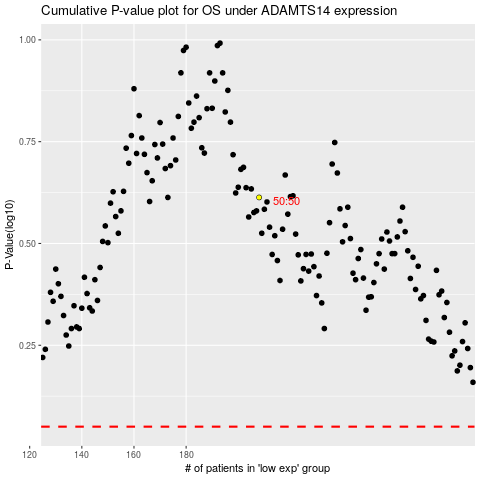 Cumulative P-value plot for OS under ADAMTS14 expression
P-Value(log10)
1.00
0.75
0.50
0.25
50:50
120 140 160 180
# of patients in 'low exp' group